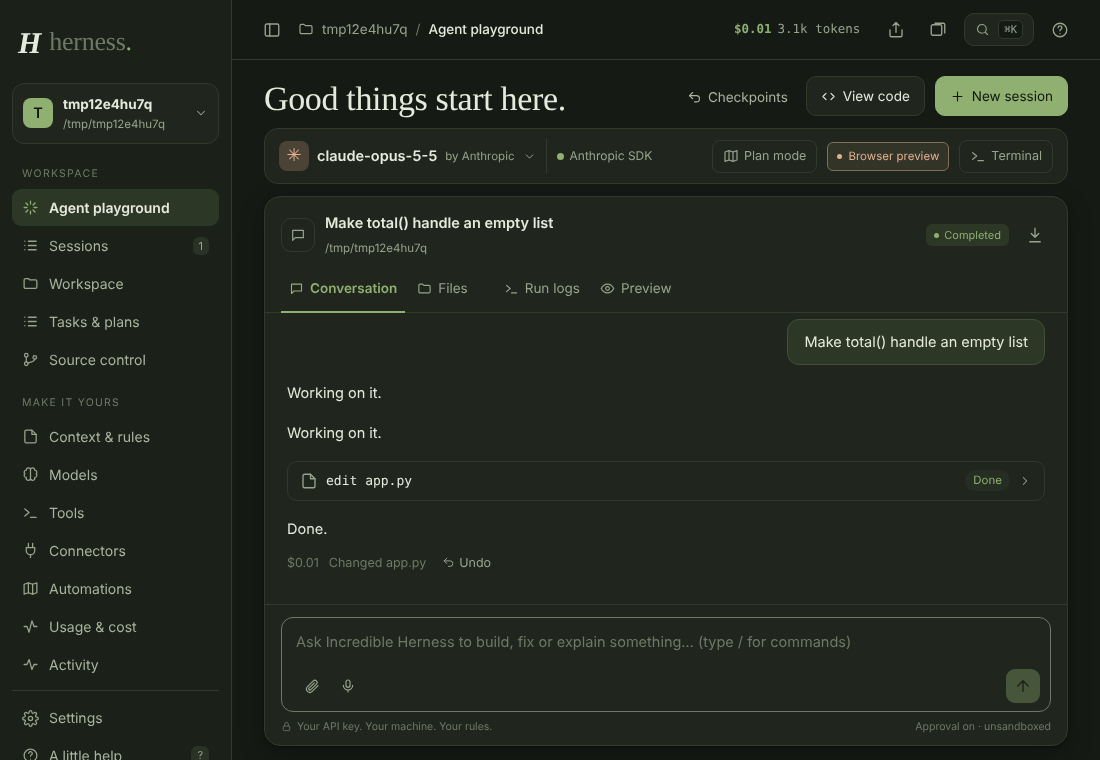 H herness.
tmp12e4hu7q / Agent playground
$0.01 3.1k tokens
⌘K
T
tmp12e4hu7q
/tmp/tmp12e4hu7q
WORKSPACE
Agent playground
Sessions 1
Workspace
Tasks & plans
Source control
MAKE IT YOURS
Context & rules
Models
Tools
Connectors
Automations
Usage & cost
Activity
Settings
A little help ?
Good things start here.
Checkpoints
View code
New session
claude-opus-5-5 by Anthropic
Anthropic SDK
Plan mode
Browser preview
Terminal
Make total() handle an empty list
/tmp/tmp12e4hu7q
Completed
Conversation
Files
Run logs
Preview
Make total() handle an empty list
Working on it.
Working on it.
edit app.py
Done
Done.
$0.01 Changed app.py Undo
Ask Incredible Herness to build, fix or explain something... (type / for commands)
Your API key. Your machine. Your rules.
Approval on · unsandboxed